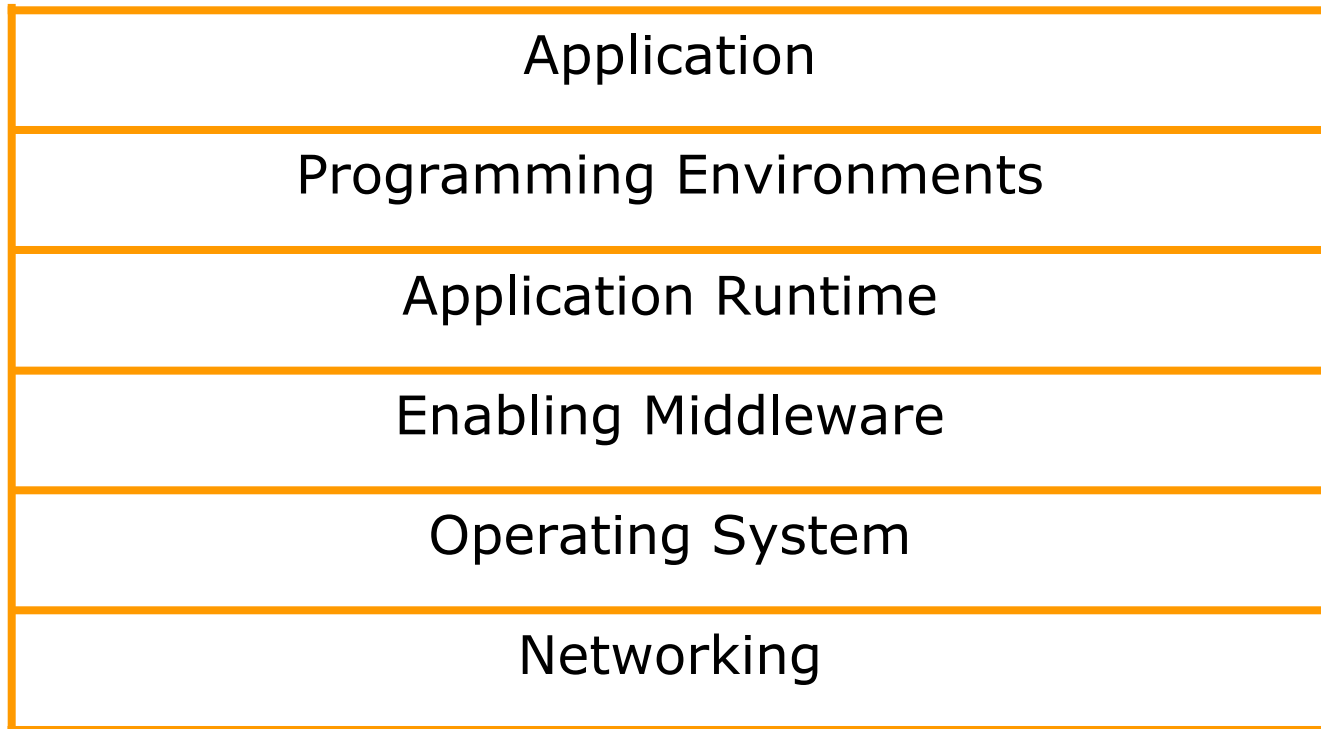 Application
Programming Environments
Application Runtime
Enabling Middleware
Operating System
Networking